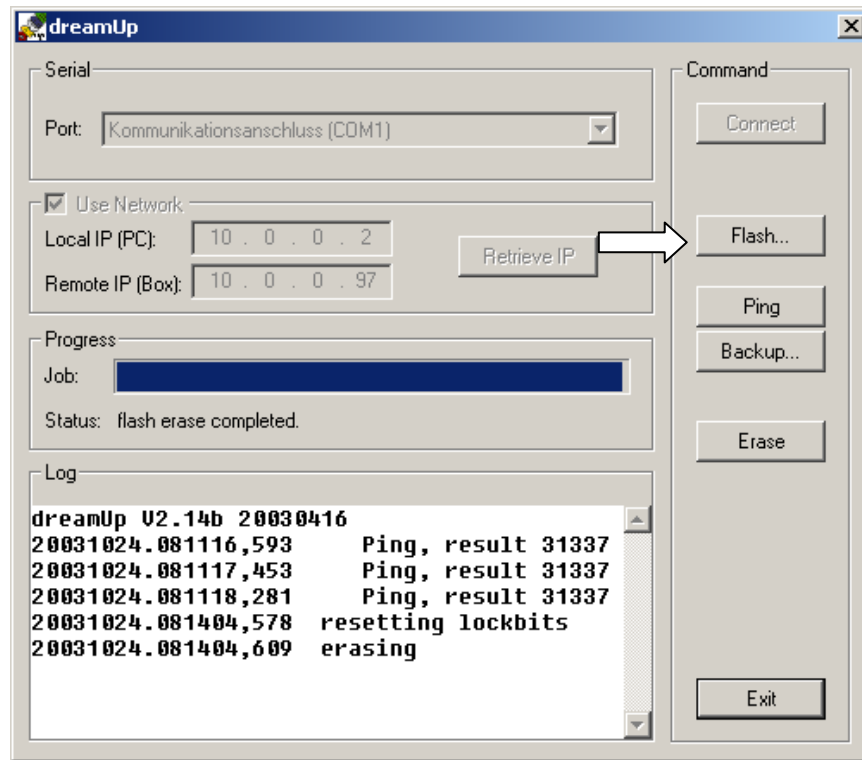 dreamUp
Serial
Port: Kommunikationsanschluss (COM1)
Use Network
Local IP (PC): 10 . 0 . 0 . 2
Remote IP (Box): 10 . 0 . 0 . 97
Retrieve IP
Progress
Job:
Status: flash erase completed.
Log
dreamUp V2.14b 20030416
20031024.081116,593 Ping, result 31337
20031024.081117,453 Ping, result 31337
20031024.081118,281 Ping, result 31337
20031024.081404,578 resetting lockbits
20031024.081404,609 erasing
Command
Connect
Flash...
Ping
Backup...
Erase
Exit